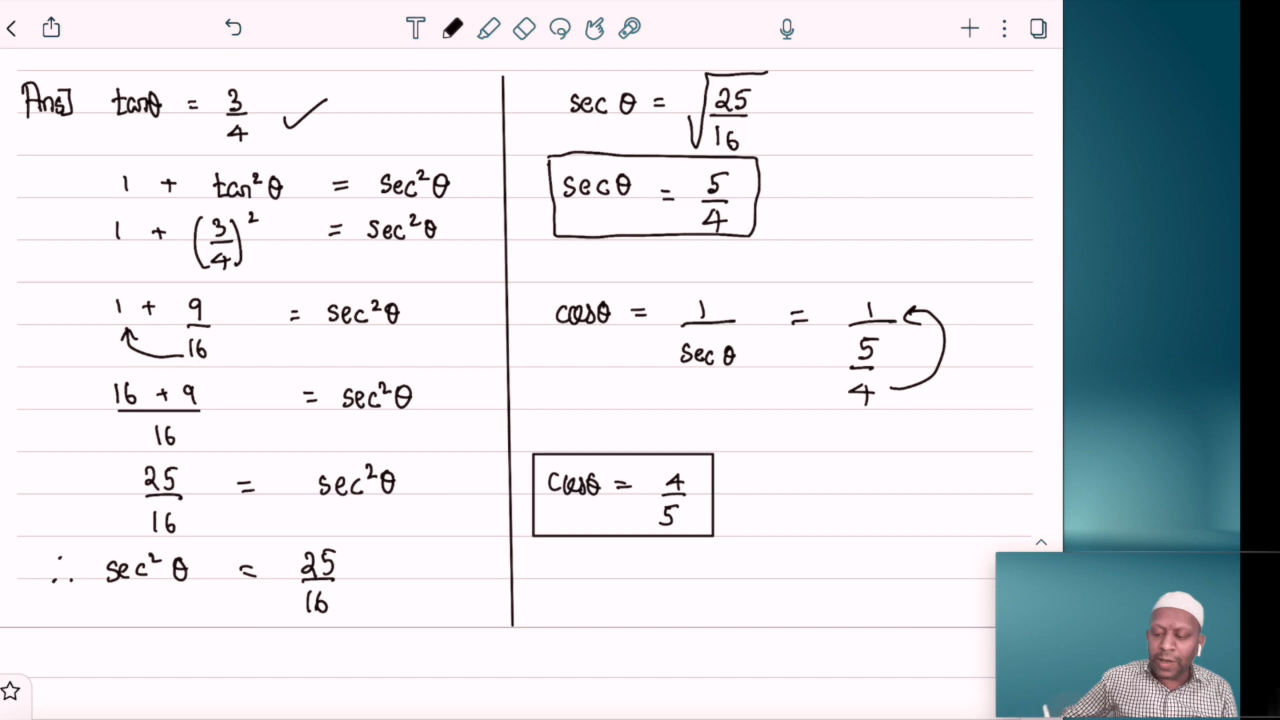 Ans] tanθ = 3/4 ✓
1 + tan²θ = sec²θ
1 + (3/4)² = sec²θ
1 + 9/16 = sec²θ
16 + 9/16 = sec²θ
25/16 = sec²θ
∴ sec²θ = 25/16
sec θ = √25/16
secθ = 5/4
cosθ = 1/secθ = 1/5/4
cosθ = 4/5